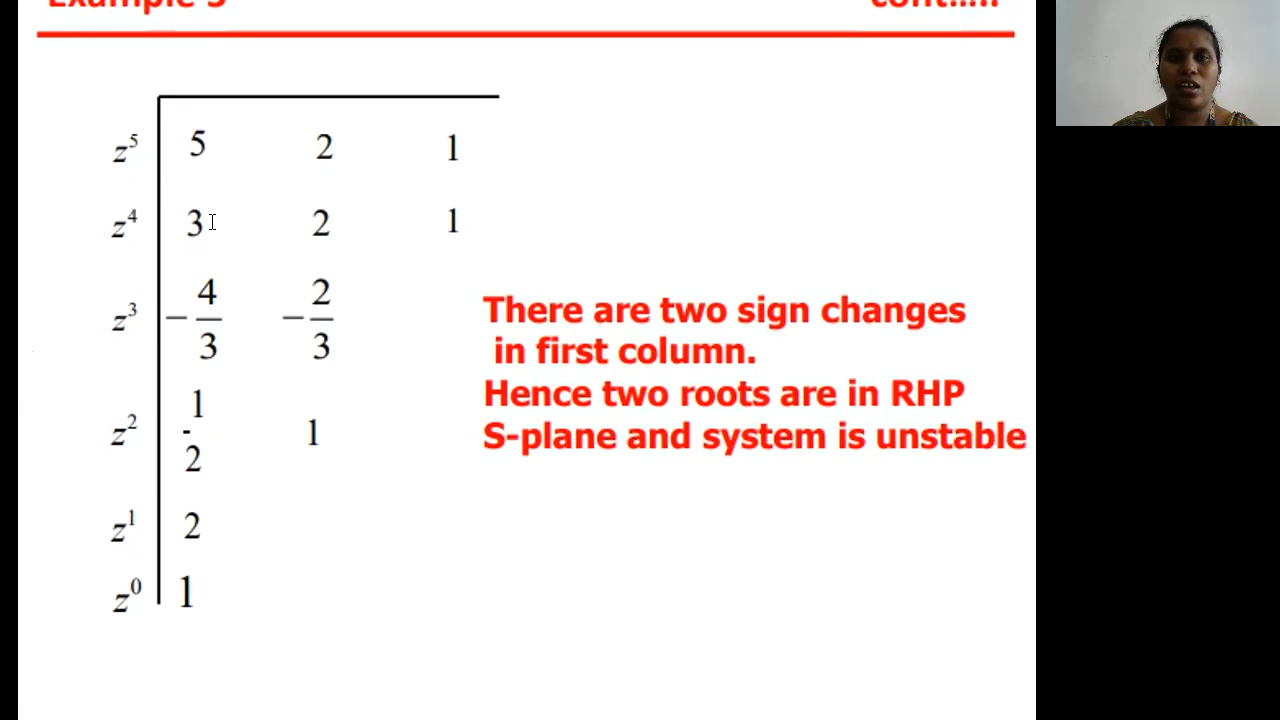 Example 5 cont.....
z⁵ 5 2 1
z⁴ 3 2 1
z³ -4/3 -2/3
z² 1/2 1
z¹ 2
z⁰ 1
There are two sign changes
in first column.
Hence two roots are in RHP
S-plane and system is unstable